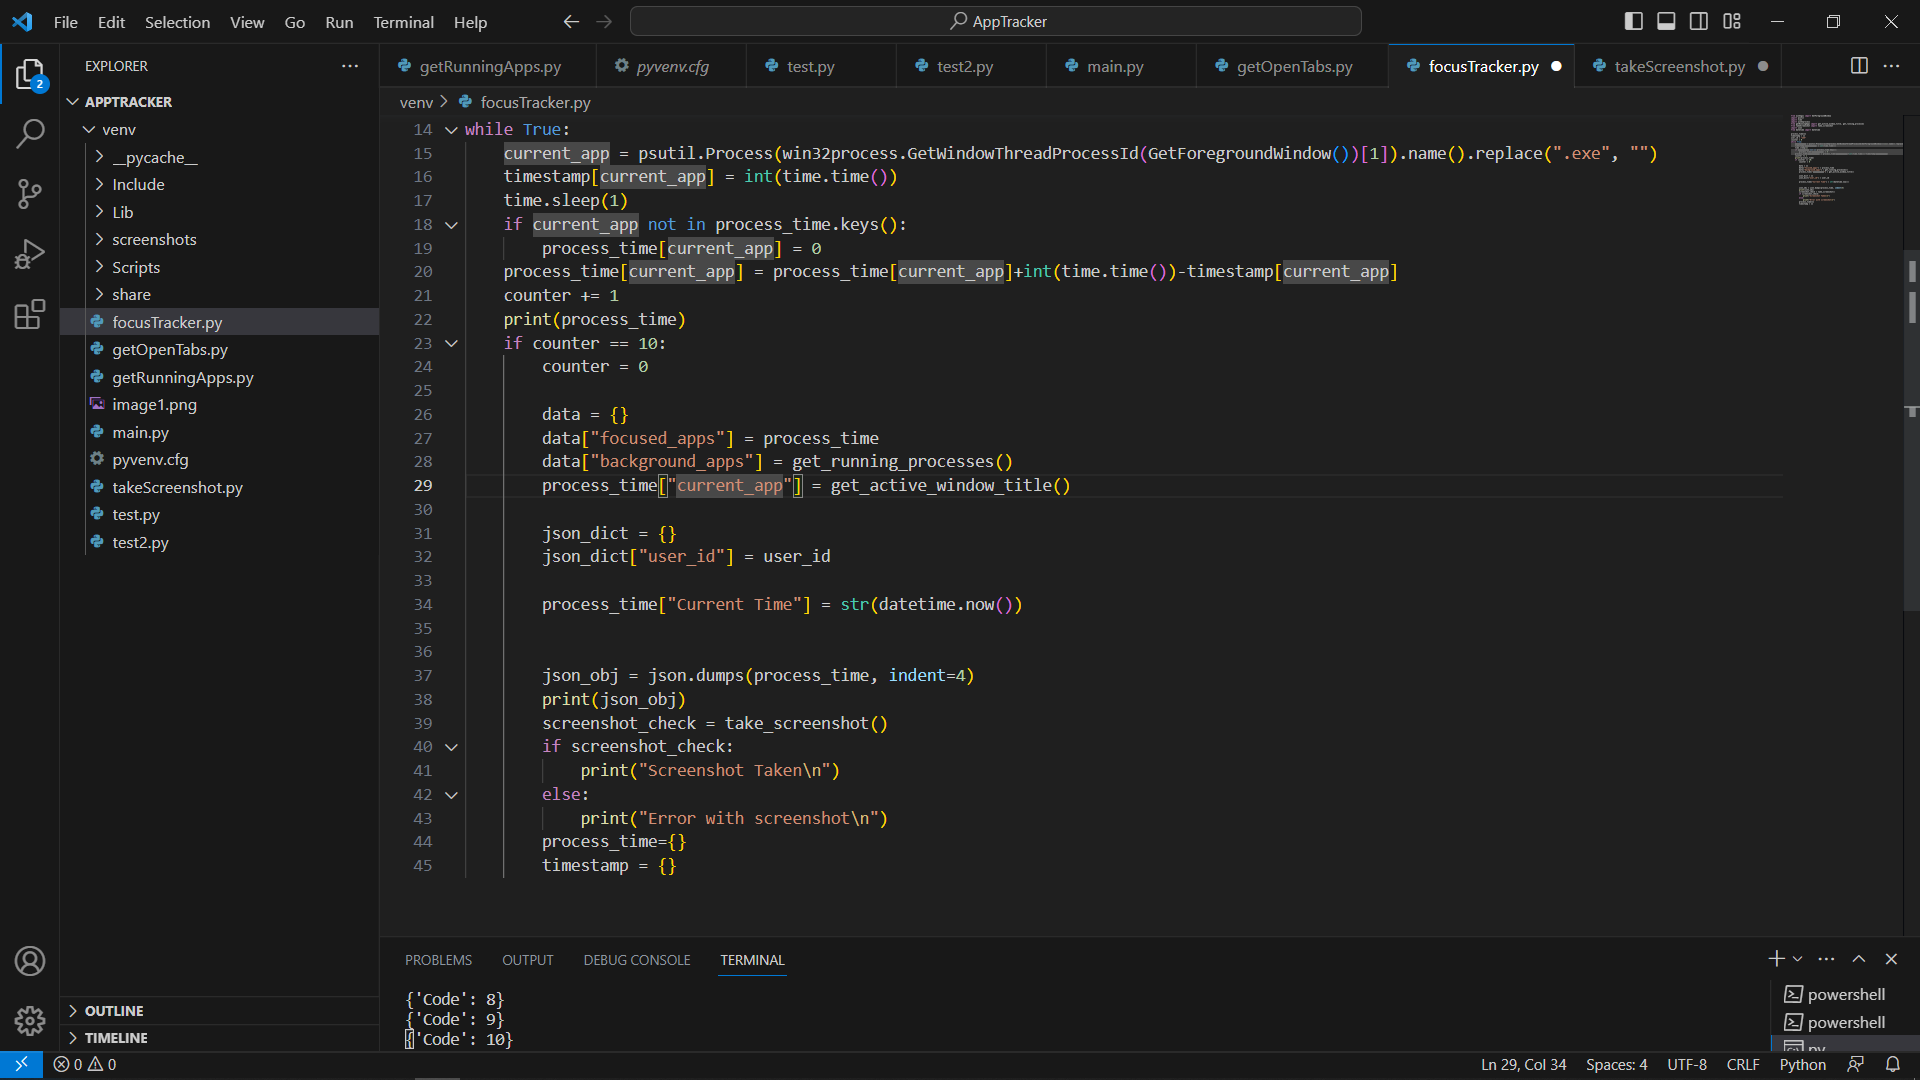 File Edit Selection View Go Run Terminal Help
AppTracker
2
EXPLORER
APPTRACKER
venv
__pycache__
Include
Lib
screenshots
Scripts
share
focusTracker.py
getOpenTabs.py
getRunningApps.py
image1.png
main.py
pyvenv.cfg
takeScreenshot.py
test.py
test2.py
OUTLINE
TIMELINE
getRunningApps.py pyvenv.cfg test.py test2.py main.py getOpenTabs.py focusTracker.py takeScreenshot.py
venv > focusTracker.py
14 while True:
15 current_app = psutil.Process(win32process.GetWindowThreadProcessId(GetForegroundWindow())[1]).name().replace(".exe", "")
16 timestamp[current_app] = int(time.time())
17 time.sleep(1)
18 if current_app not in process_time.keys():
19 process_time[current_app] = 0
20 process_time[current_app] = process_time[current_app]+int(time.time())-timestamp[current_app]
21 counter += 1
22 print(process_time)
23 if counter == 10:
24 counter = 0
25
26 data = {}
27 data["focused_apps"] = process_time
28 data["background_apps"] = get_running_processes()
29 process_time["current_app"] = get_active_window_title()
30
31 json_dict = {}
32 json_dict["user_id"] = user_id
33
34 process_time["Current Time"] = str(datetime.now())
35
36
37 json_obj = json.dumps(process_time, indent=4)
38 print(json_obj)
39 screenshot_check = take_screenshot()
40 if screenshot_check:
41 print("Screenshot Taken\n")
42 else:
43 print("Error with screenshot\n")
44 process_time={}
45 timestamp = {}
PROBLEMS OUTPUT DEBUG CONSOLE TERMINAL
{'Code': 8}
{'Code': 9}
{'Code': 10}
powershell
powershell
py
0 0
Ln 29, Col 34 Spaces: 4 UTF-8 CRLF Python